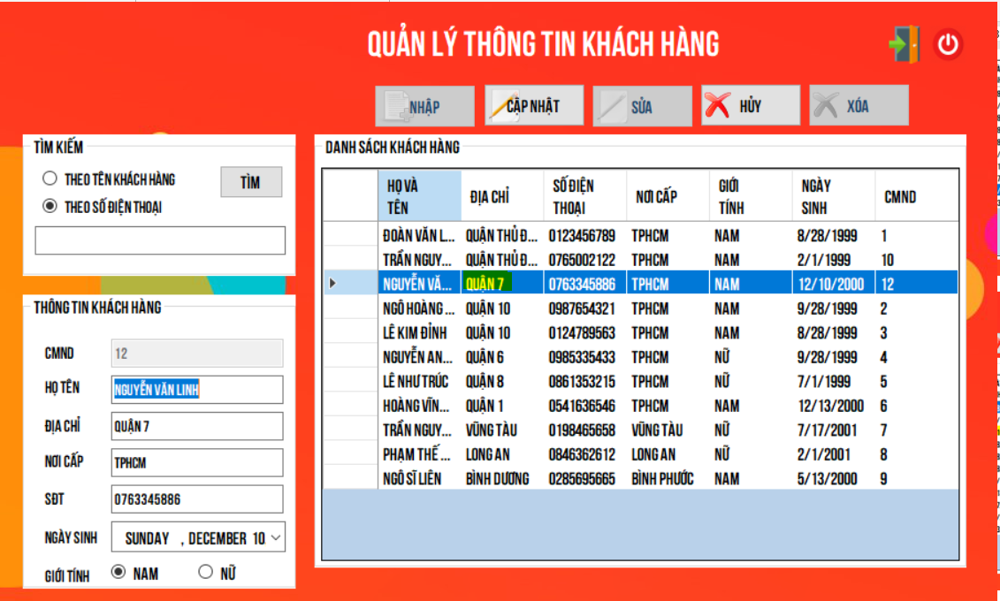 QUẢN LÝ THÔNG TIN KHÁCH HÀNG
NHẬP CẬP NHẬT SỬA HỦY XÓA
TÌM KIẾM
THEO TÊN KHÁCH HÀNG
TÌM
THEO SỐ ĐIỆN THOẠI
THÔNG TIN KHÁCH HÀNG
CMND 12
HỌ TÊN NGUYỄN VĂN LINH
ĐỊA CHỈ QUẬN 7
NƠI CẤP TPHCM
SĐT 0763345886
NGÀY SINH SUNDAY , DECEMBER 10
GIỚI TÍNH NAM NỮ
DANH SÁCH KHÁCH HÀNG
HỌ VÀ TÊN ĐỊA CHỈ SỐ ĐIỆN THOẠI NƠI CẤP GIỚI TÍNH NGÀY SINH CMND
ĐOÀN VĂN L... QUẬN THỦ Đ... 0123456789 TPHCM NAM 8/28/1999 1
TRẦN NGUY... QUẬN THỦ Đ... 0765002122 TPHCM NAM 2/1/1999 10
NGUYỄN VĂ... QUẬN 7 0763345886 TPHCM NAM 12/10/2000 12
NGÔ HOÀNG ... QUẬN 10 0987654321 TPHCM NAM 9/28/1999 2
LÊ KIM ĐỈNH QUẬN 10 0124789563 TPHCM NAM 8/28/1999 3
NGUYỄN AN... QUẬN 6 0985335433 TPHCM NỮ 9/28/1999 4
LÊ NHƯ TRÚC QUẬN 8 0861353215 TPHCM NỮ 7/1/1999 5
HOÀNG VĨN... QUẬN 1 0541636546 TPHCM NAM 12/13/2000 6
TRẦN NGUY... VŨNG TÀU 0198465658 VŨNG TÀU NỮ 7/17/2001 7
PHẠM THẾ ... LONG AN 0846362612 LONG AN NỮ 2/1/2001 8
NGÔ SĨ LIÊN BÌNH DƯƠNG 0285695665 BÌNH PHƯỚC NAM 5/13/2000 9